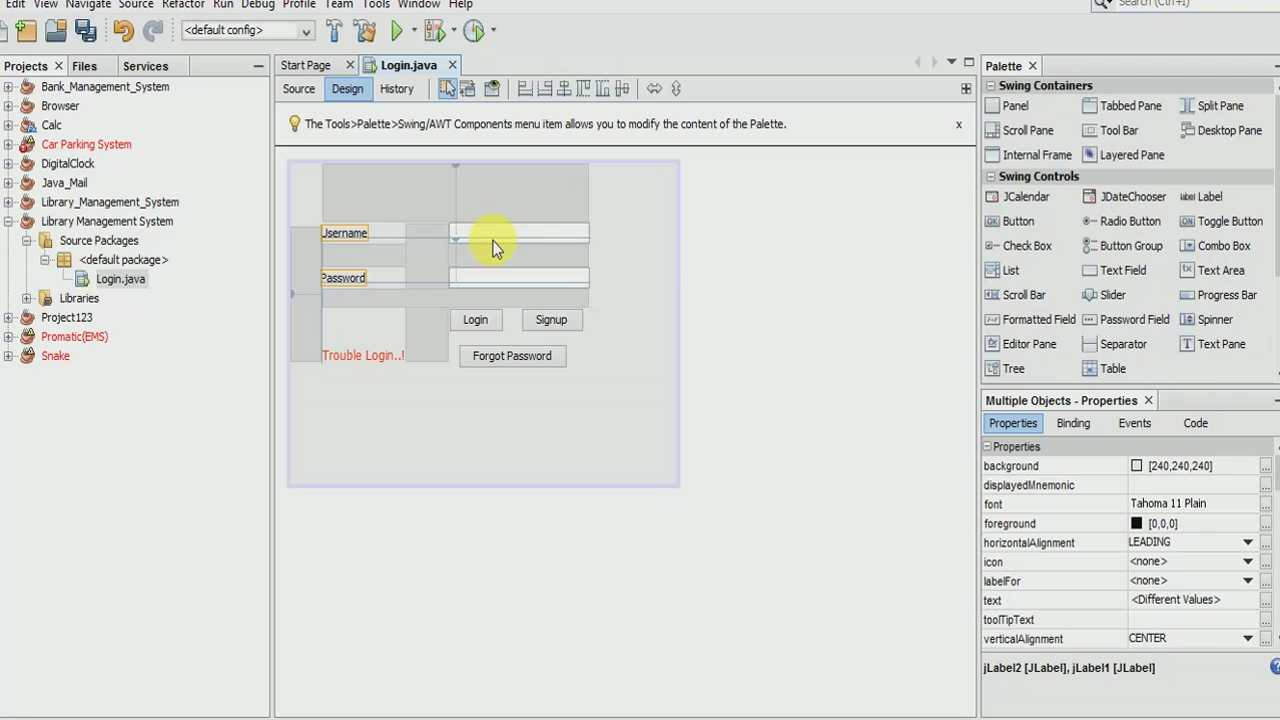 Edit View Navigate Source Refactor Run Debug Profile Team Tools Window Help
Search (Ctrl+I)
<default config>
Projects Files Services
Start Page Login.java
Source Design History
The Tools>Palette>Swing/AWT Components menu item allows you to modify the content of the Palette. x
Bank_Management_System
Browser
Calc
Car Parking System
DigitalClock
Java_Mail
Library_Management_System
Library Management System
Source Packages
<default package>
Login.java
Libraries
Project123
Promatic(EMS)
Snake
Username
Password
Login Signup
Trouble Login..! Forgot Password
Palette
Swing Containers
Panel Tabbed Pane Split Pane
Scroll Pane Tool Bar Desktop Pane
Internal Frame Layered Pane
Swing Controls
JCalendar JDateChooser label Label
Button Radio Button ON Toggle Button
Check Box Button Group Combo Box
List Text Field Text Area
Scroll Bar Slider Progress Bar
Formatted Field Password Field Spinner
Editor Pane Separator Text Pane
Tree Table
Multiple Objects - Properties
Properties Binding Events Code
Properties
background [240,240,240] ...
displayedMnemonic ...
font Tahoma 11 Plain ...
foreground [0,0,0] ...
horizontalAlignment LEADING ...
icon <none> ...
labelFor <none> ...
text <Different Values> ...
toolTipText ...
verticalAlignment CENTER ...
jLabel2 [JLabel], jLabel1 [JLabel]